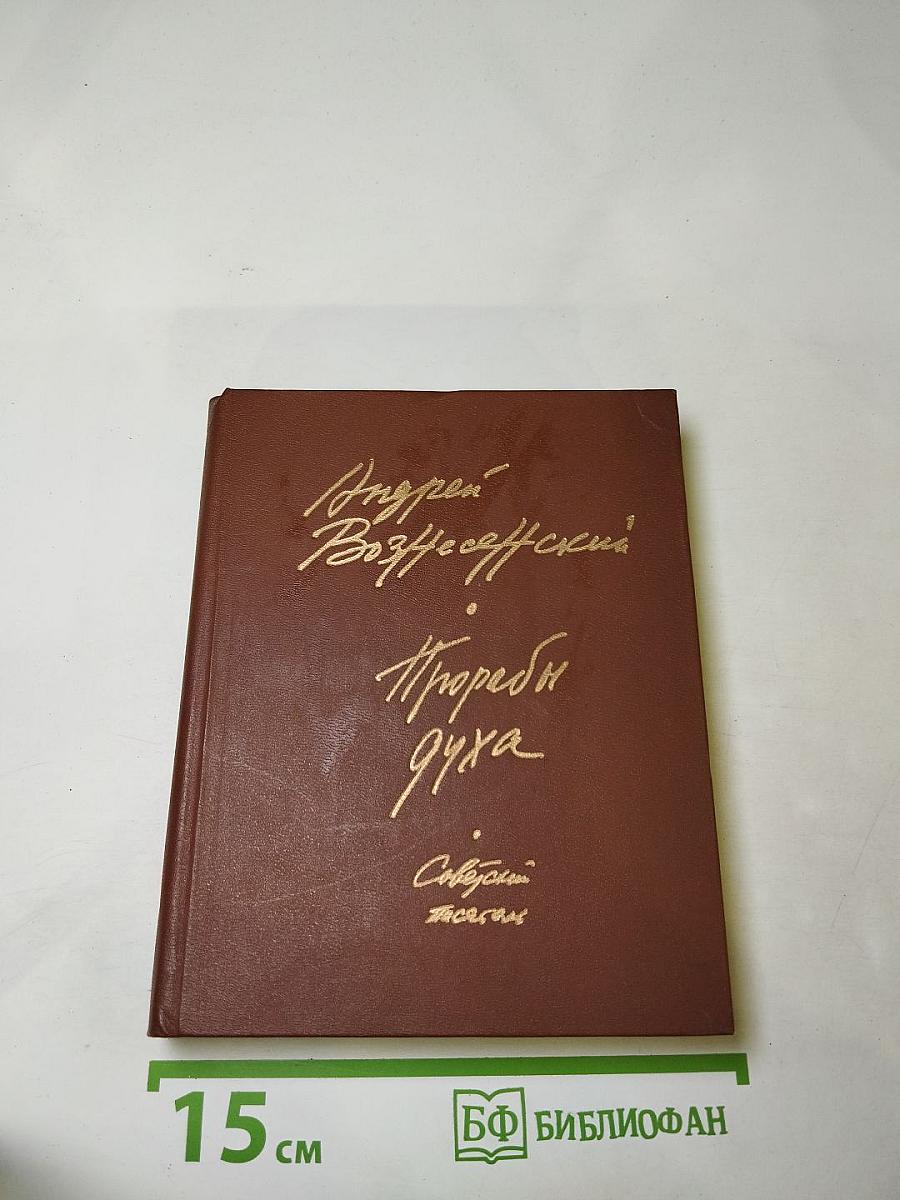 Андрей
Вознесенский
Прорабы
духа
Советский
писатель
15 см
БФ БИБЛИОФАН